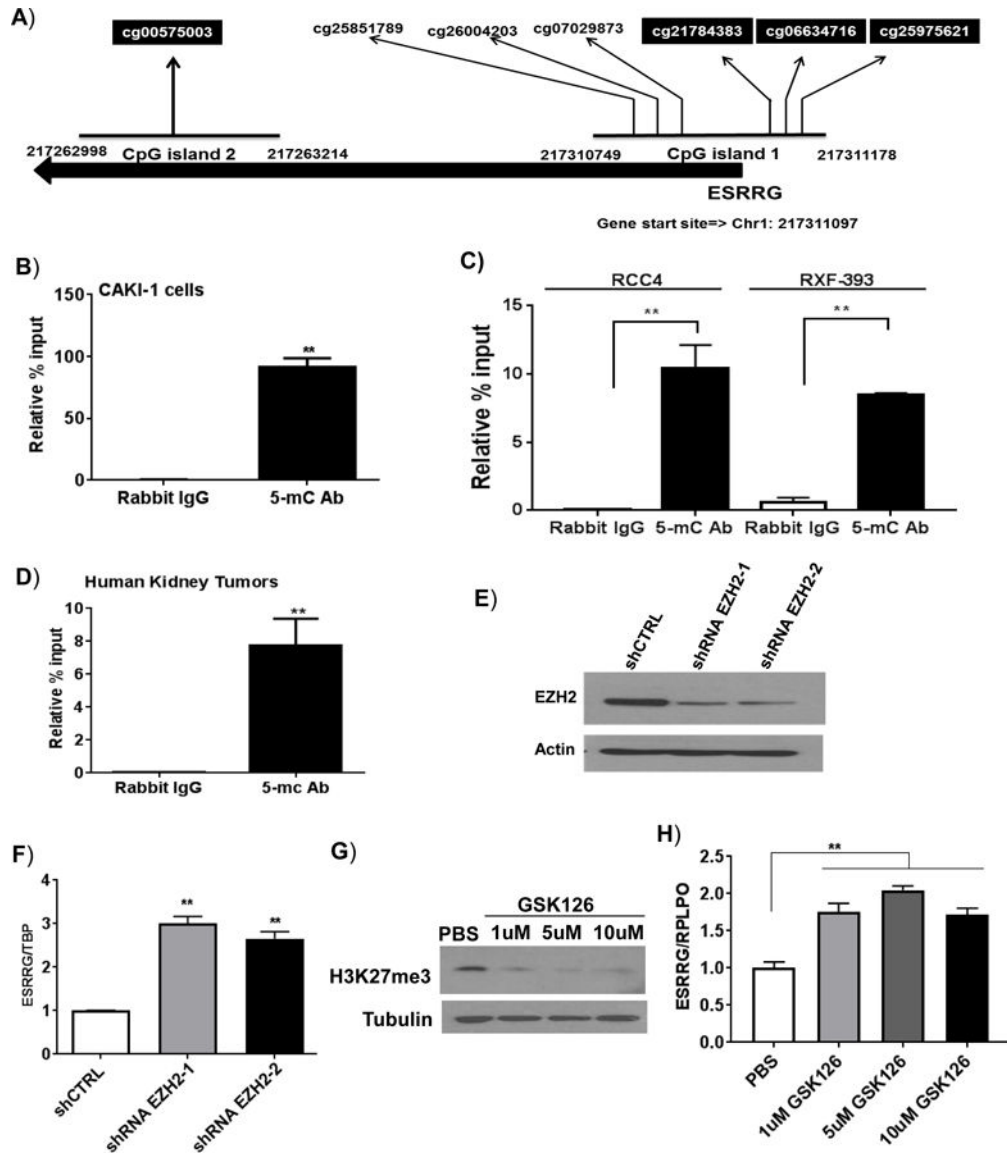 A)
cg00575003
cg25851789
cg26004203
cg07029873
cg21784383
cg06634716
cg25975621
217262998
CpG island 2
217263214
217310749
CpG island 1
217311178
ESRRG
Gene start site=> Chr1: 217311097
B)
CAKI-1 cells
Relative % input
150
100
50
0
**
Rabbit IgG
5-mC Ab
C)
RCC4
RXF-393
Relative % input
15
10
5
0
**
**
Rabbit IgG
5-mC Ab
Rabbit IgG
5-mC Ab
D)
Human Kidney Tumors
Relative % input
10
8
6
4
2
0
**
Rabbit IgG
5-mc Ab
E)
shCTRL
shRNA EZH2-1
shRNA EZH2-2
EZH2
Actin
F)
ESRRG/TBP
4
3
2
1
0
**
**
shCTRL
shRNA EZH2-1
shRNA EZH2-2
G)
GSK126
PBS 1uM 5uM 10uM
H3K27me3
Tubulin
H)
ESRRG/RPLPO
2.5
2.0
1.5
1.0
0.5
0.0
**
PBS
1uM GSK126
5uM GSK126
10uM GSK126